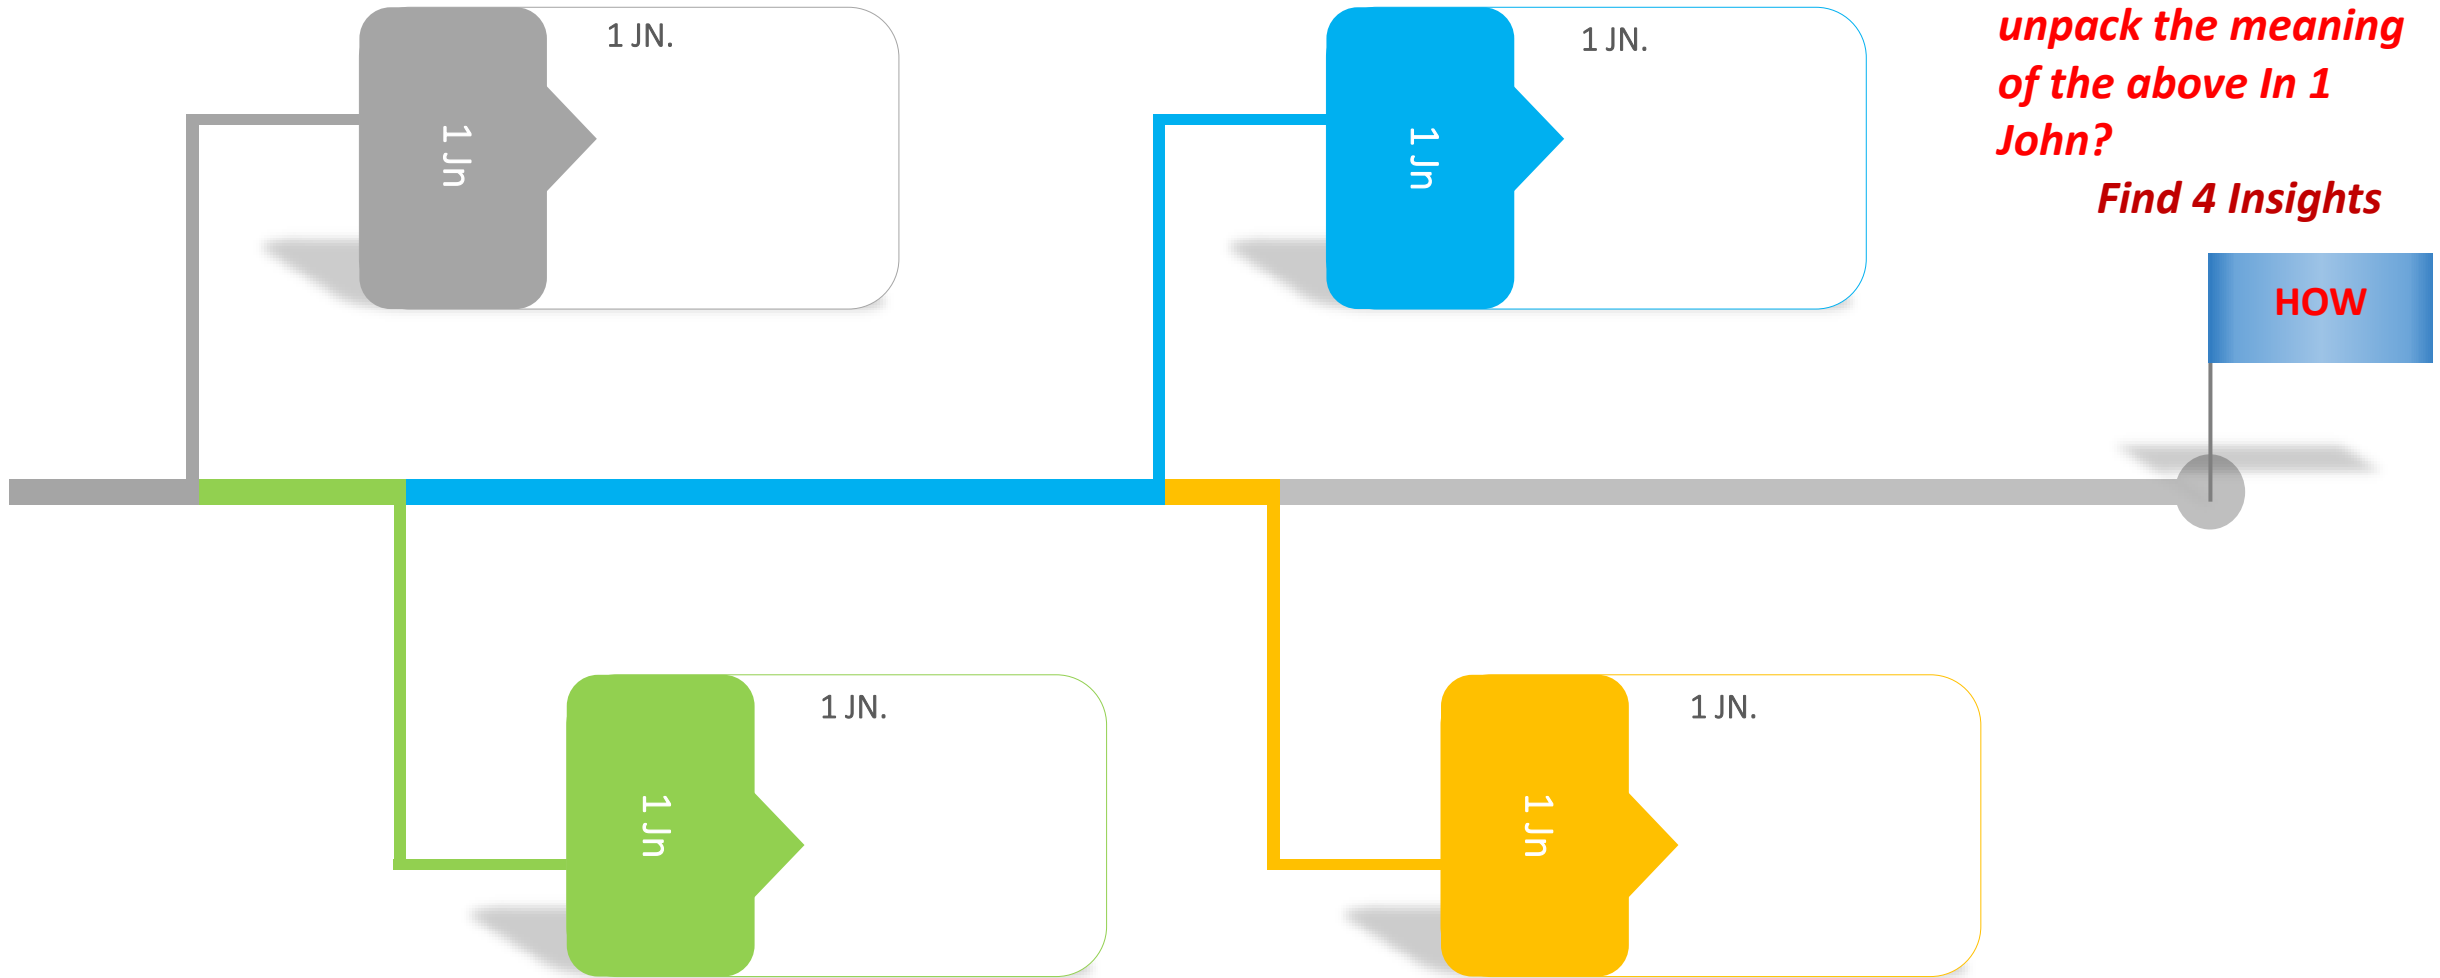 1 JN.
1 Jn
1 JN.
1 Jn
unpack the meaning
of the above In 1
John?
Find 4 Insights
HOW
1 JN.
1 Jn
1 JN.
1 Jn